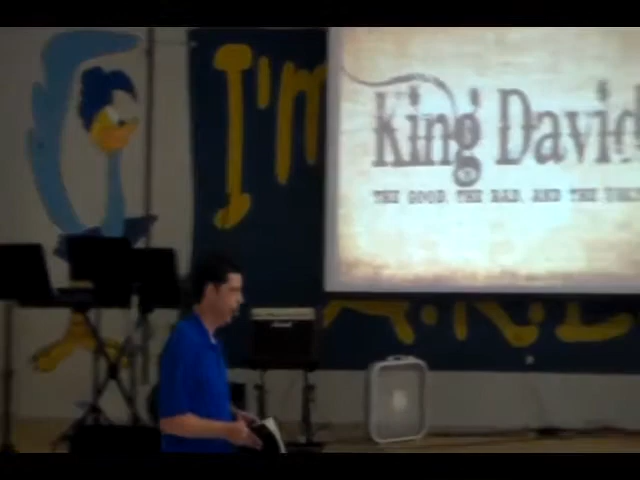 I'm
King David
THE GOOD, THE BAD, AND THE